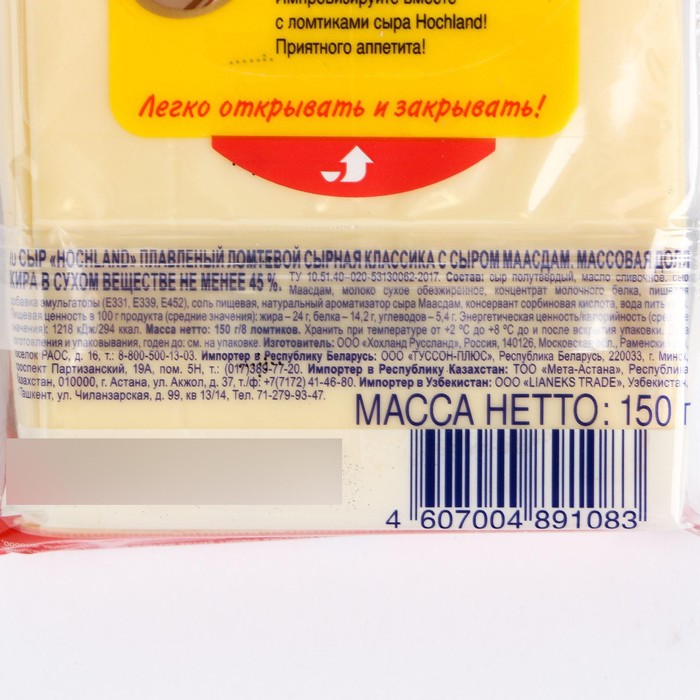 Импровизируйте вместе
с ломтиками сыра Hochland!
Приятного аппетита!
Легко открывать и закрывать!
СЫР «HOCHLAND» ПЛАВЛЕНЫЙ ЛОМТЕВОЙ СЫРНАЯ КЛАССИКА С СЫРОМ МААСДАМ. МАССОВАЯ ДОЛЯ
ЖИРА В СУХОМ ВЕЩЕСТВЕ НЕ МЕНЕЕ 45 %. ТУ 10.51.40-020-53130062-2017. Состав: сыр полутвердый, масло сливочное, сыр
Маасдам, молоко сухое обезжиренное, концентрат молочного белка,
добавка эмульгаторы (Е331, Е339, Е452), соль пищевая, натуральный ароматизатор сыра Маасдам, консервант сорбиновая кислота, вода
пищевая ценность в 100 г продукта (средние значения): жира – 24 г, белка – 14,2 г, углеводов – 5,4 г. Энергетическая ценность/калорийность
1218 кДж/294 ккал. Масса нетто: 150 г/8 ломтиков. Хранить при температуре от +2 °С до +8 °С до и после вскрытия упаковки.
и упаковывания, годен до: см. на упаковке. Изготовитель: ООО «Хохланд Руссланд», Россия, 140126, Московская обл., Раменский
поселок РАОС, д. 16, т.: 8-800-500-13-03. Импортер в Республику Беларусь: ООО «ТУССОН-ПЛЮС», Республика Беларусь, 220033, г. Минск,
проспект Партизанский, 19А, пом. 5Н, т.: (017)389-77-20. Импортер в Республику Казахстан: ТОО «Мета-Астана», Республика
Казахстан, 010000, г. Астана, ул. Акжол, д. 37, т./ф: +7(7172) 41-46-80. Импортер в Узбекистан: ООО «LIANEKS TRADE», Узбекистан,
Ташкент, ул. Чиланзарская, д. 99, кв 13/14, Тел. 71-279-93-47.
МАССА НЕТТО: 150 г
4 607004 891083